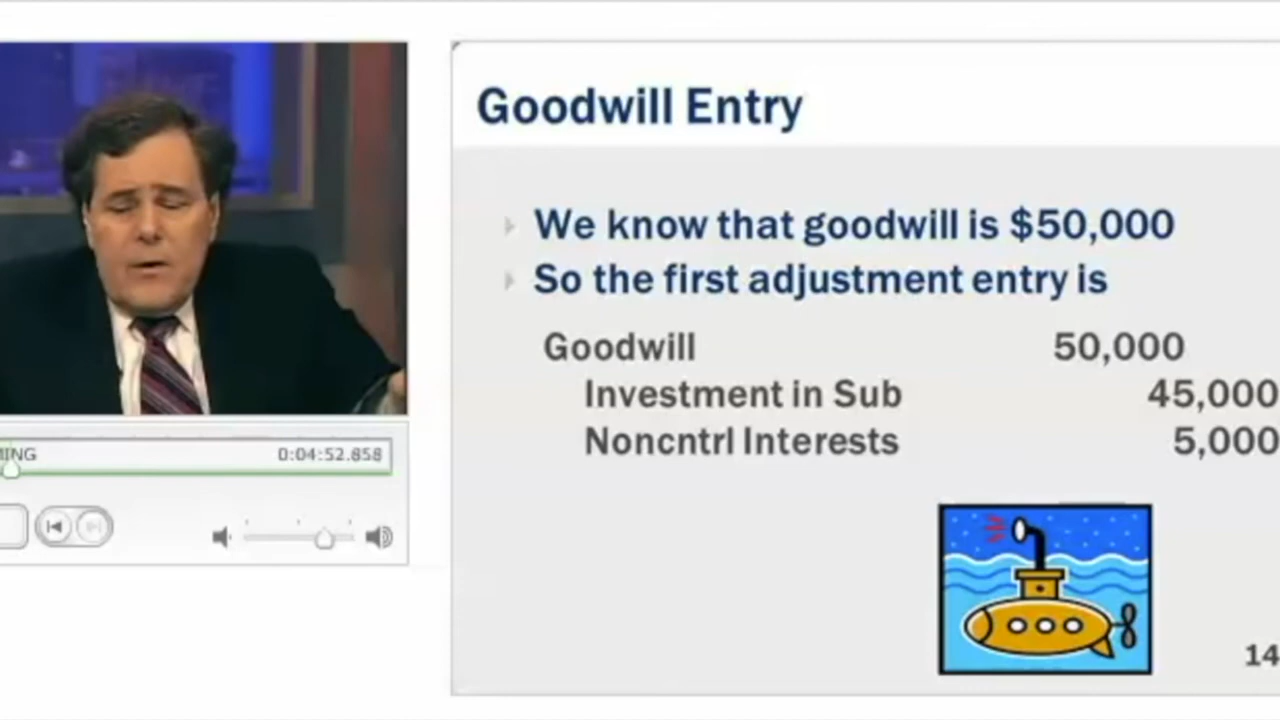 Goodwill Entry
We know that goodwill is $50,000
So the first adjustment entry is
Goodwill 50,000
Investment in Sub 45,000
Noncntrl Interests 5,000
0:04:52.858
14